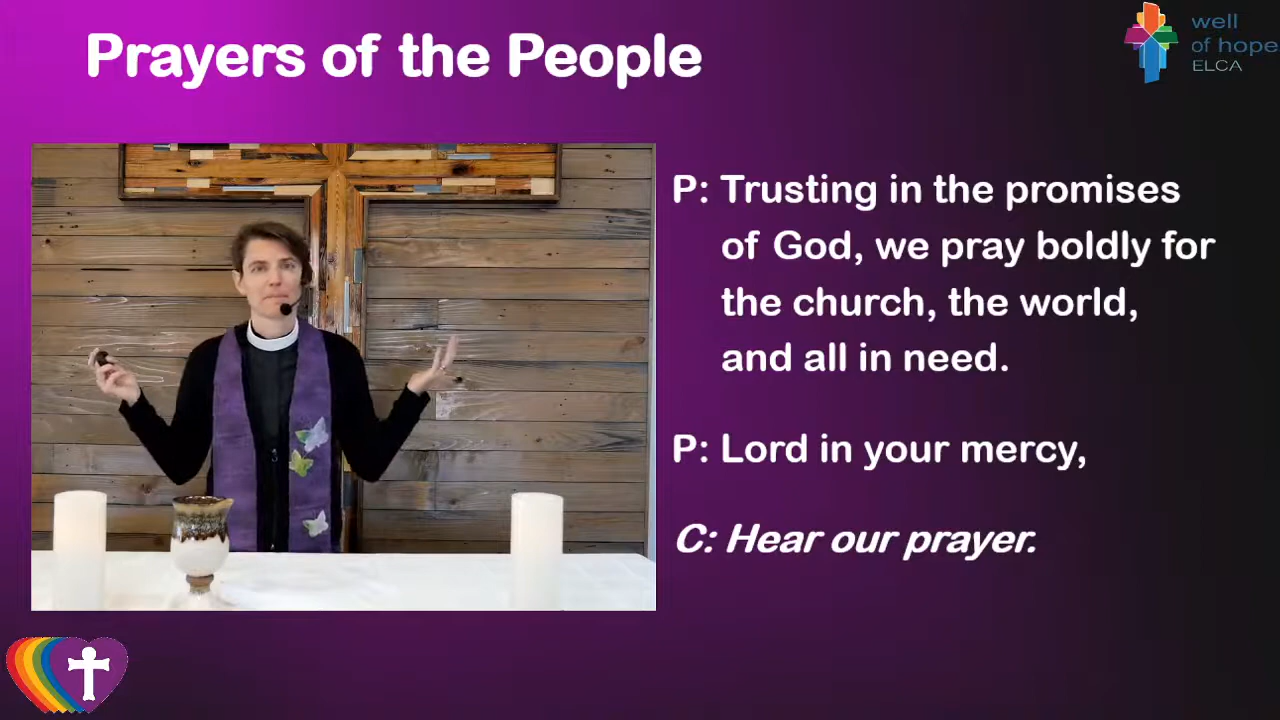 Prayers of the People
well
of hope
ELCA
P: Trusting in the promises
of God, we pray boldly for
the church, the world,
and all in need.
P: Lord in your mercy,
C: Hear our prayer.